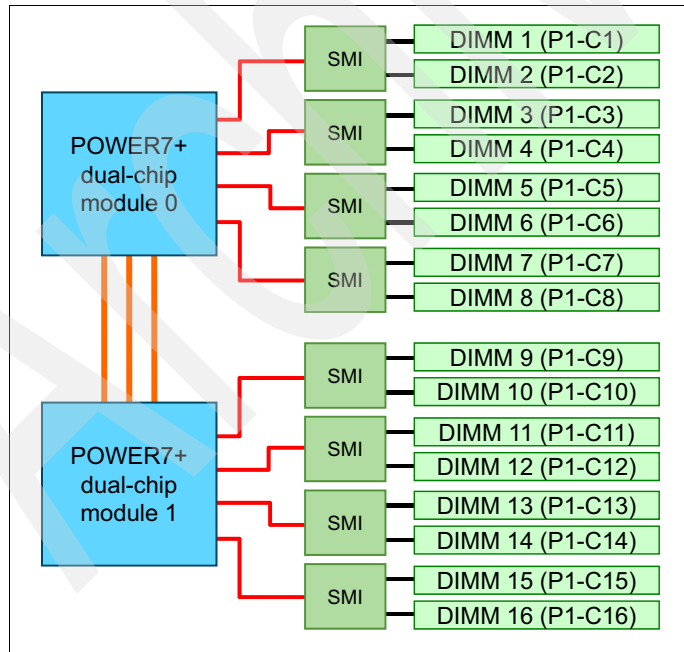 POWER7+
dual-chip
module 0
SMI
DIMM 1 (P1-C1)
DIMM 2 (P1-C2)
SMI
DIMM 3 (P1-C3)
DIMM 4 (P1-C4)
SMI
DIMM 5 (P1-C5)
DIMM 6 (P1-C6)
SMI
DIMM 7 (P1-C7)
DIMM 8 (P1-C8)
POWER7+
dual-chip
module 1
SMI
DIMM 9 (P1-C9)
DIMM 10 (P1-C10)
SMI
DIMM 11 (P1-C11)
DIMM 12 (P1-C12)
SMI
DIMM 13 (P1-C13)
DIMM 14 (P1-C14)
SMI
DIMM 15 (P1-C15)
DIMM 16 (P1-C16)